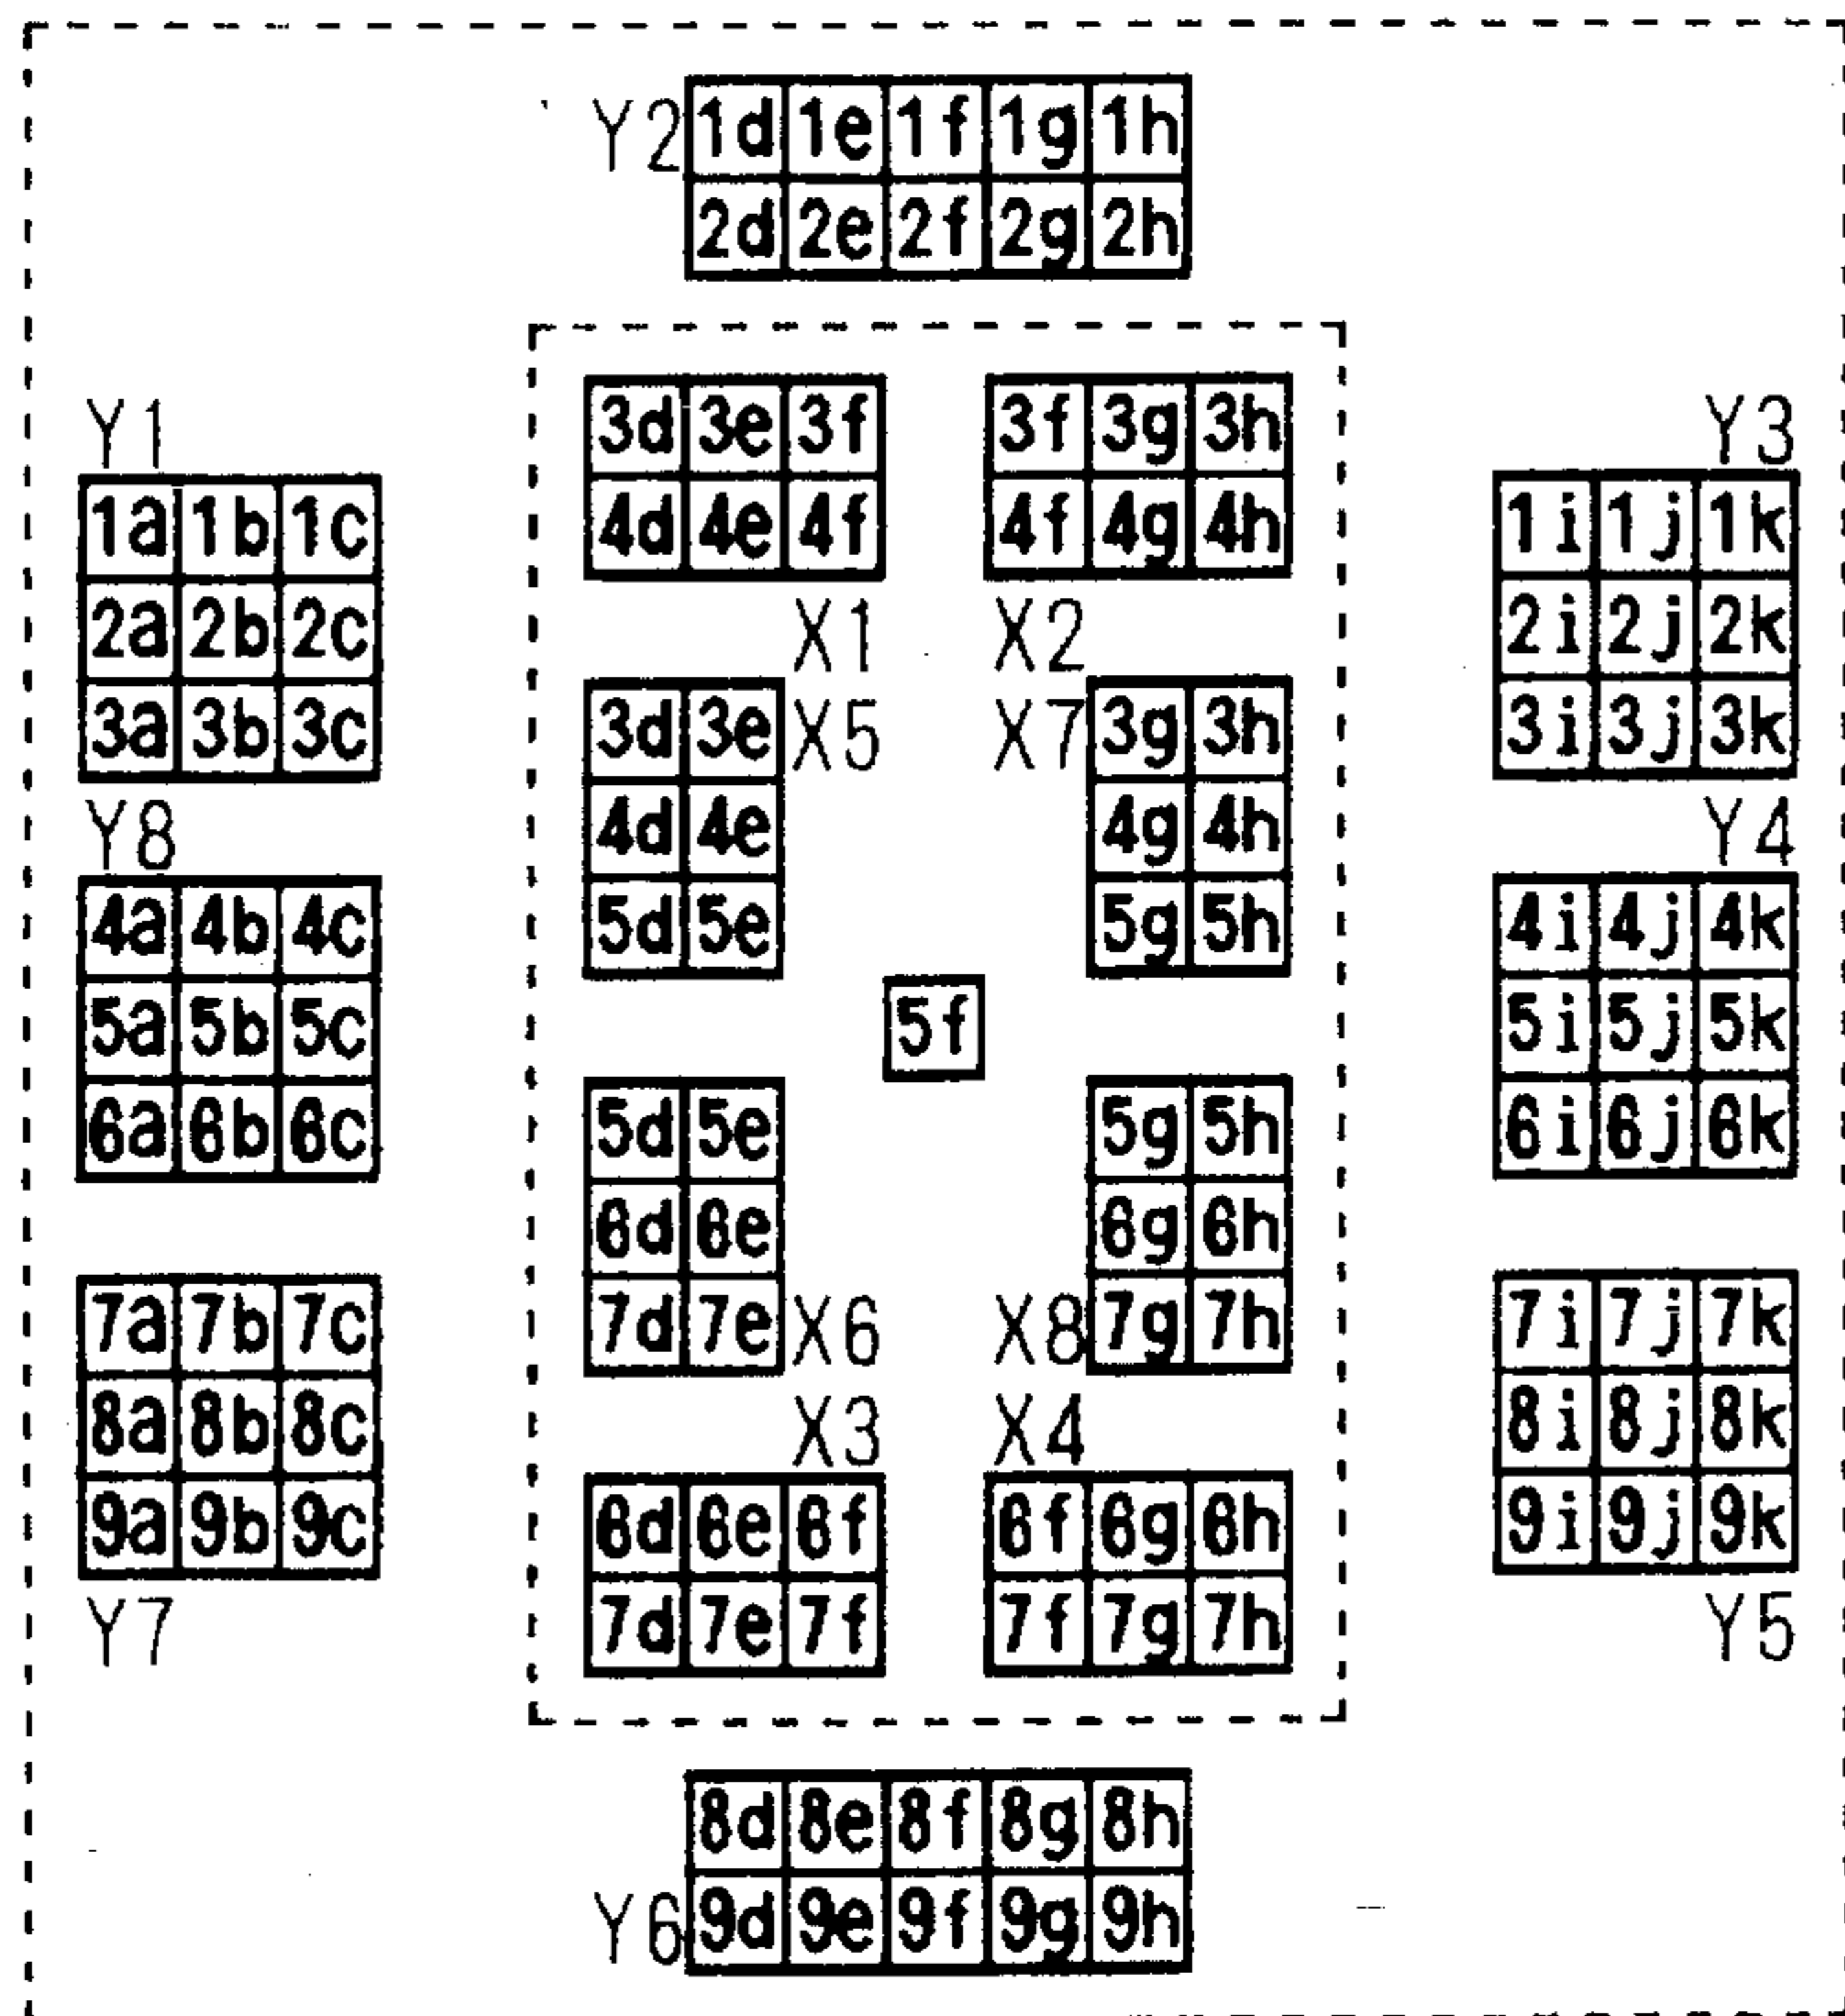 Y2 1d 1e 1f 1g 1h
2d 2e 2f 2g 2h
Y1
1a 1b 1c
2a 2b 2c
3a 3b 3c
Y8
4a 4b 4c
5a 5b 5c
6a 6b 6c
7a 7b 7c
8a 8b 8c
9a 9b 9c
Y7
3d 3e 3f
4d 4e 4f
X1
3f 3g 3h
4f 4g 4h
X2
3d 3e X5
4d 4e
5d 5e
X7 3g 3h
4g 4h
5g 5h
5f
5d 5e
6d 6e
7d 7e X6
5g 5h
6g 6h
X8 7g 7h
X3
6d 6e 6f
7d 7e 7f
X4
6f 6g 6h
7f 7g 7h
Y3
1i 1j 1k
2i 2j 2k
3i 3j 3k
Y4
4i 4j 4k
5i 5j 5k
6i 6j 6k
7i 7j 7k
8i 8j 8k
9i 9j 9k
Y5
8d 8e 8f 8g 8h
Y6 9d 9e 9f 9g 9h